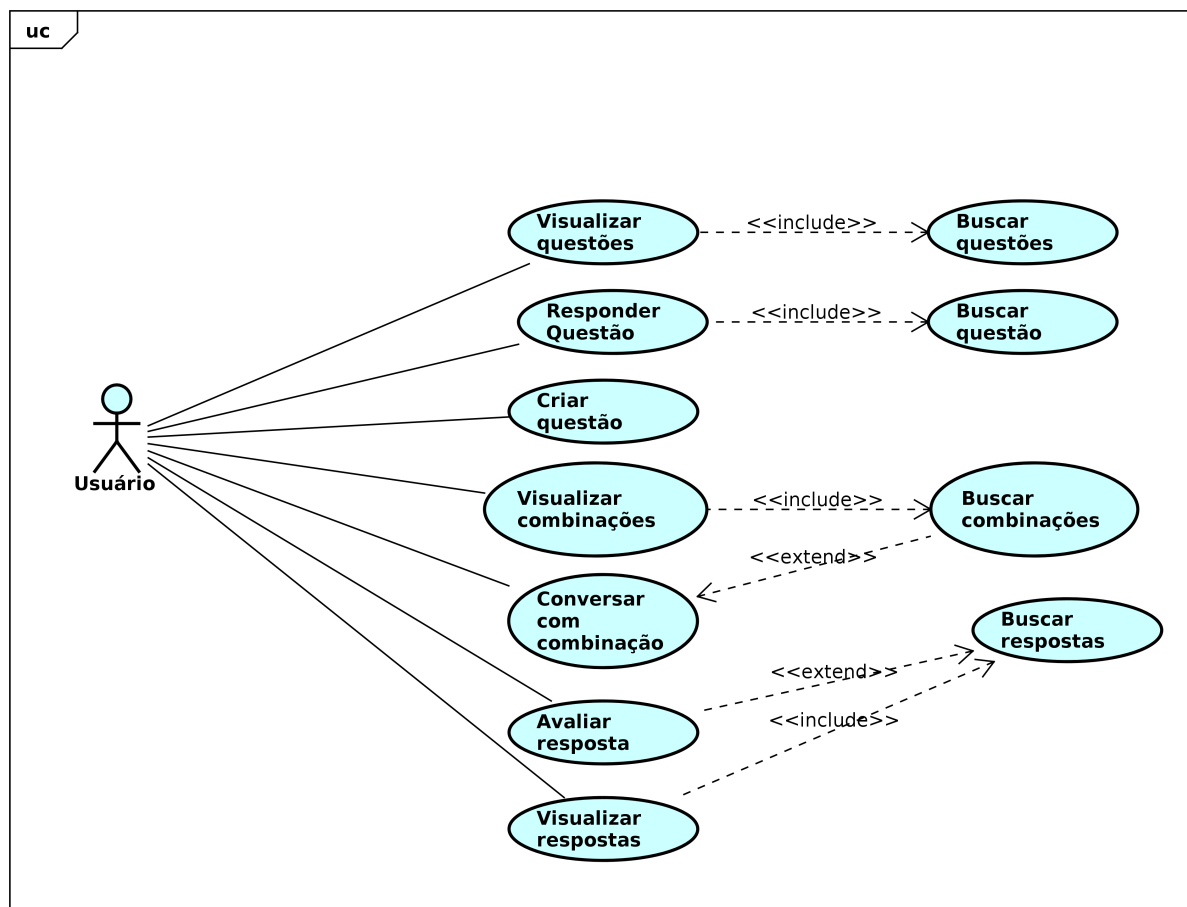 uc
Visualizar
questões
<<include>>
Buscar
questões
Responder
Questão
<<include>>
Buscar
questão
Criar
questão
Usuário
Visualizar
combinações
<<include>>
Buscar
combinações
<<extend>>
Conversar
com
combinação
Buscar
respostas
<<extend>>
Avaliar
resposta
<<include>>
Visualizar
respostas